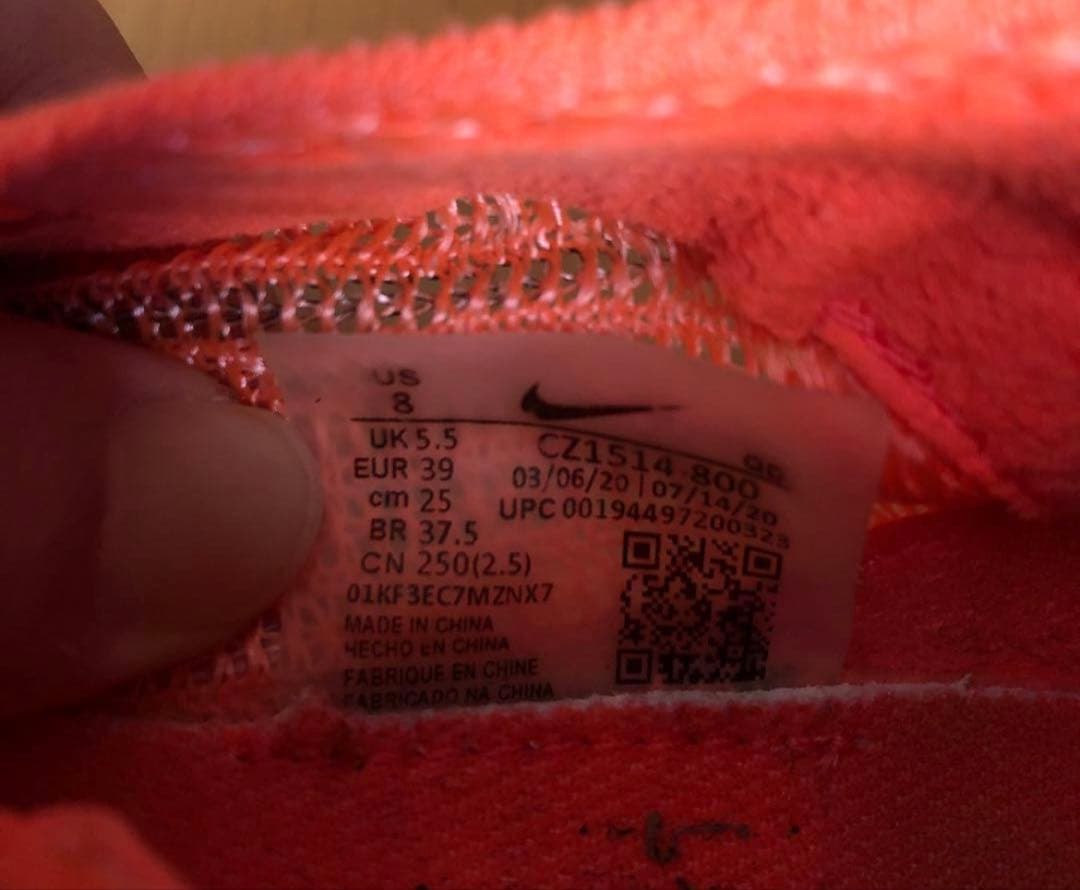 US
8
UK 5.5
EUR 39
cm 25
BR 37.5
CN 250(2.5)
01KF3EC7MZNX7
MADE IN CHINA
HECHO EN CHINA
FABRIQUE EN CHINE
FABRICADO NA CHINA
CZ1514 800
03/06/20 | 07/14/20
UPC 00194497200323